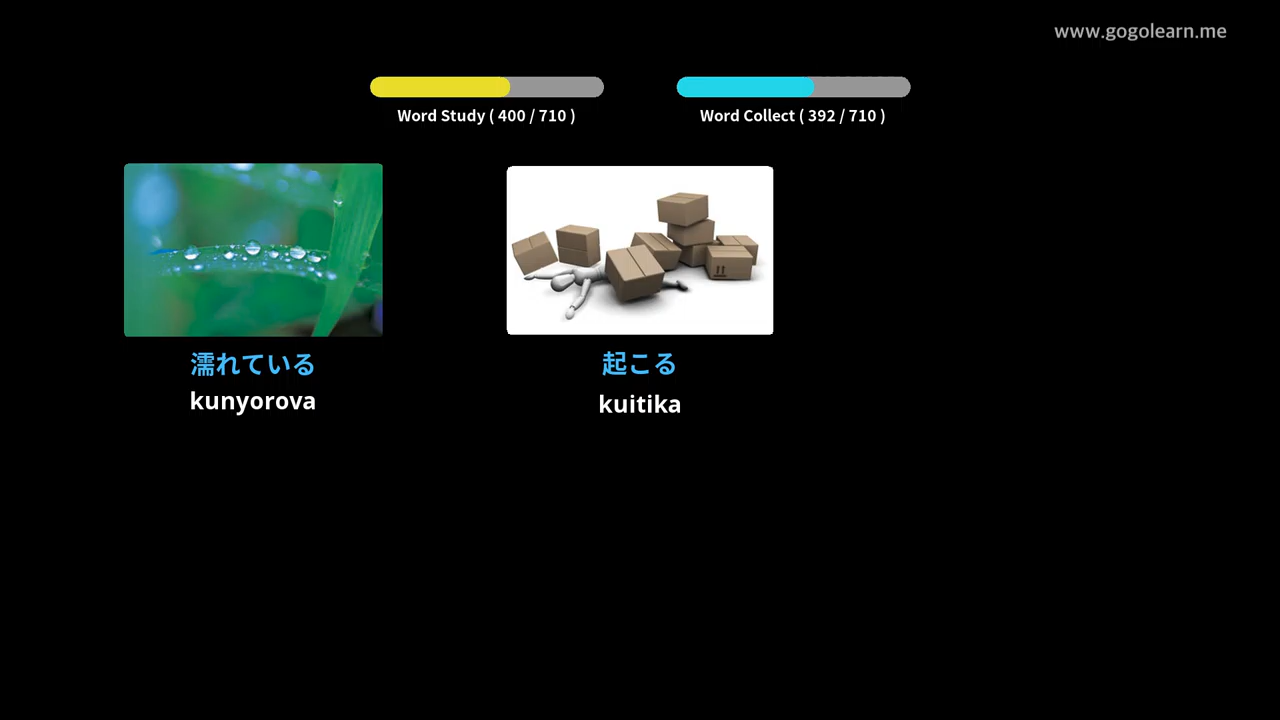 www.gogolearn.me
Word Study ( 400 / 710 )
Word Collect ( 392 / 710 )
濡れている
kunyorova
起こる
kuitika